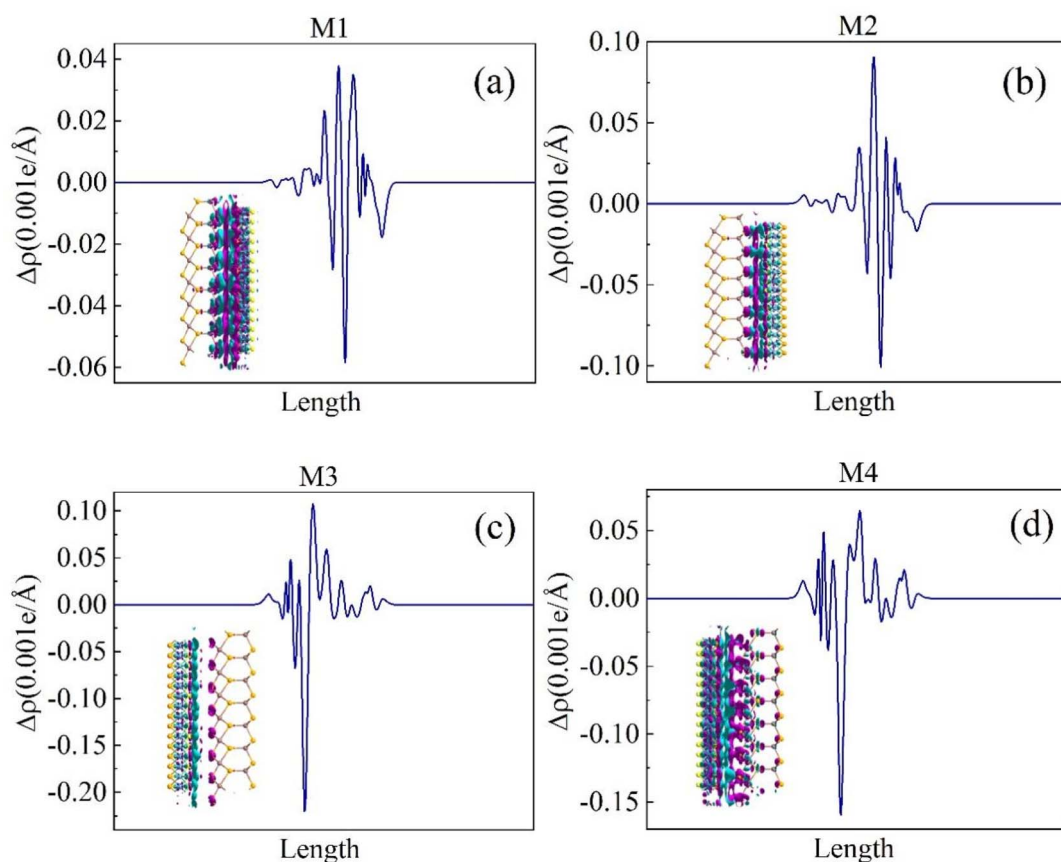 M1
(a)
0.04
0.02
0.00
-0.02
-0.04
-0.06
Δρ(0.001e/Å)
Length
M2
(b)
0.10
0.05
0.00
-0.05
-0.10
Δρ(0.001e/Å)
Length
M3
(c)
0.10
0.05
0.00
-0.05
-0.10
-0.15
-0.20
Δρ(0.001e/Å)
Length
M4
(d)
0.05
0.00
-0.05
-0.10
-0.15
Δρ(0.001e/Å)
Length